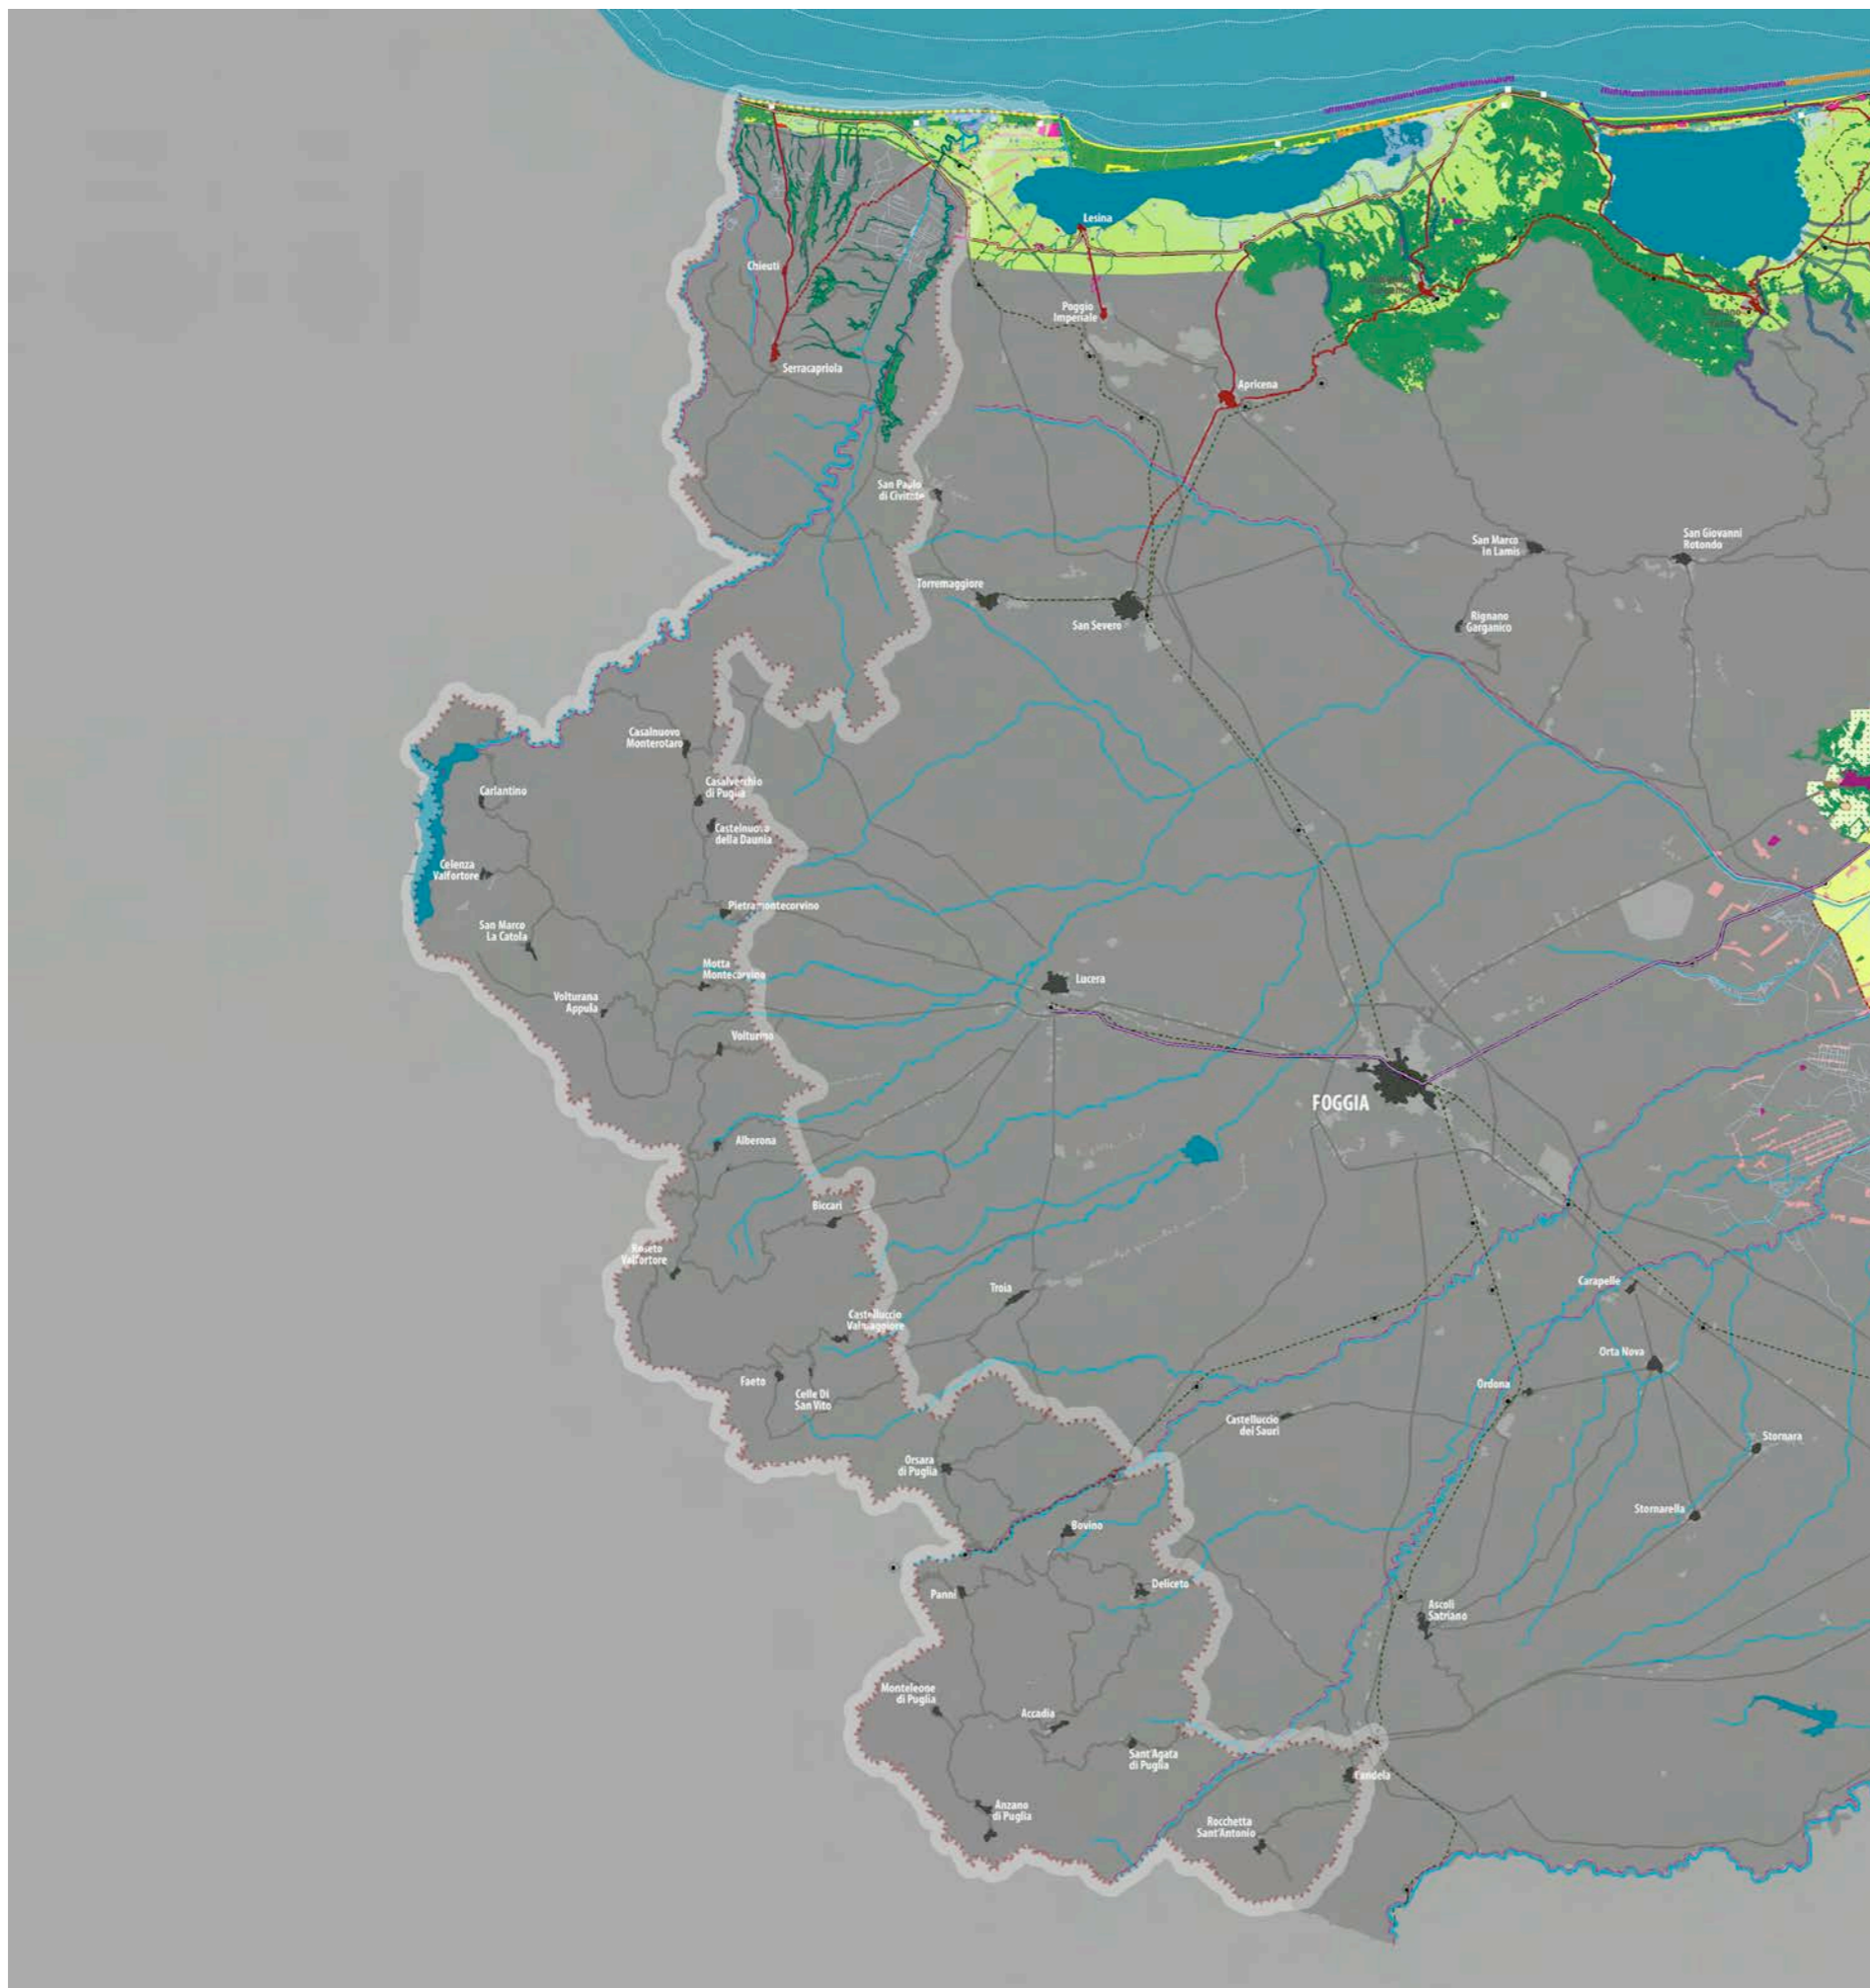 Lesina
Chieuti
Poggio
Imperiale
Serracapriola
Apricena
San Paolo
di Civitate
San Marco
In Lamis
San Giovanni
Rotondo
Torremaggiore
San Severo
Rignano
Garganico
Casalnuovo
Monterotaro
Casalvecchio
di Puglia
Carlantino
Castelnuovo
della Daunia
Celenza
Valfortore
Pietramontecorvino
San Marco
La Catola
Motta
Montecorvino
Lucera
Volturana
Appula
Volturino
FOGGIA
Alberona
Biccari
Roseto
Valfortore
Troia
Carapelle
Castelluccio
Valmaggiore
Orta Nova
Faeto
Celle Di
San Vito
Ordona
Castelluccio
dei Sauri
Stornara
Orsara
di Puglia
Stornarella
Bovino
Panni
Deliceto
Ascoli
Satriano
Monteleone
di Puglia
Accadia
Sant'Agata
di Puglia
Candela
Anzano
di Puglia
Rocchetta
Sant'Antonio